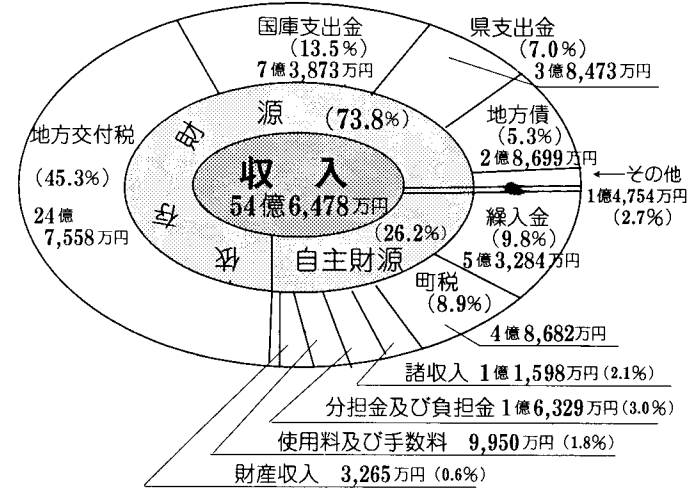 国庫支出金
(13.5%)
7億3,873万円
県支出金
(7.0%)
3億8,473万円
地方債
(5.3%)
2億8,699万円
←その他
1億4,754万円
(2.7%)
繰入金
(9.8%)
5億3,284万円
町税
(8.9%)
4億8,682万円
諸収入 1億1,598万円(2.1%)
分担金及び負担金 1億6,329万円(3.0%)
使用料及び手数料 9,950万円(1.8%)
財産収入 3,265万円(0.6%)
地方交付税
(45.3%)
24億
7,558万円
依存財源
(73.8%)
自主財源
(26.2%)
収入
54億6,478万円